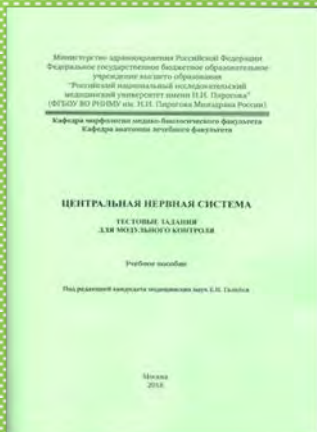 Министерство здравоохранения Российской Федерации
Федеральное государственное бюджетное образовательное
учреждение высшего образования
"Российский национальный исследовательский
медицинский университет имени Н.И. Пирогова"
(ФГБОУ ВО РНИМУ им. Н.И. Пирогова Минздрава России)
Кафедра морфологии медико-биологического факультета
Кафедра анатомии лечебного факультета
ЦЕНТРАЛЬНАЯ НЕРВНАЯ СИСТЕМА
ТЕСТОВЫЕ ЗАДАНИЯ
ДЛЯ МОДУЛЬНОГО КОНТРОЛЯ
Учебное пособие
Под редакцией кандидата медицинских наук
Москва
2018